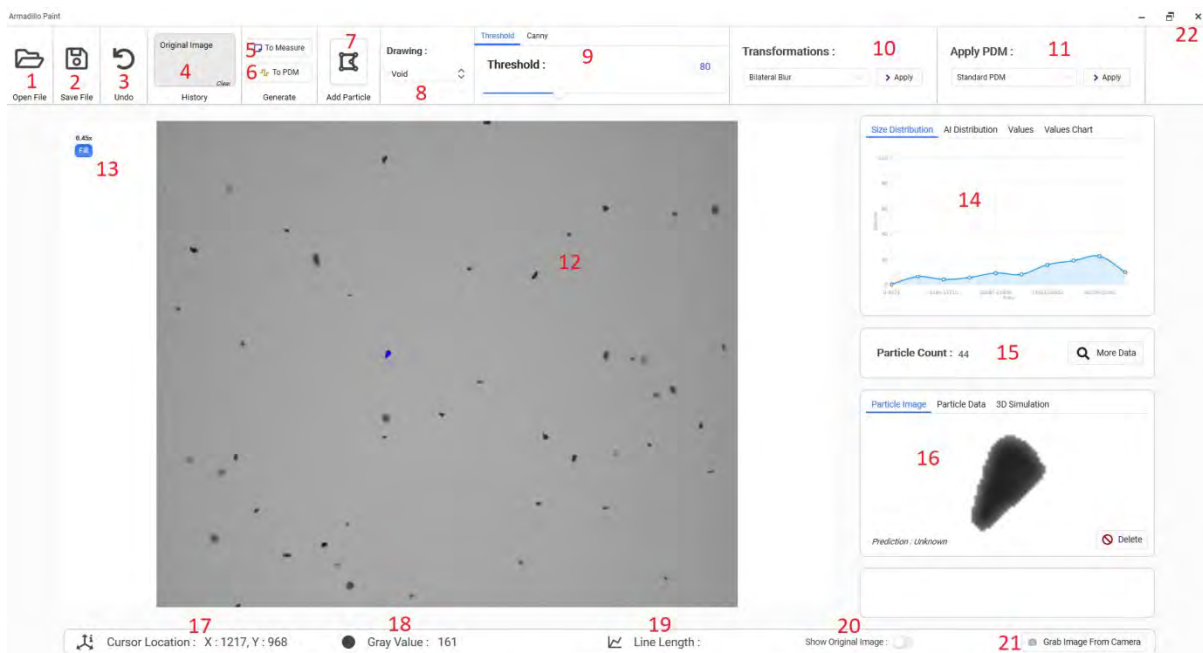 Armadillo Paint
22
1
Open File
2
Save File
3
Undo
Original Image
4
Clear
History
5 To Measure
6 To PDM
Generate
7
Add Particle
Drawing :
Void
8
Threshold Canny
Threshold : 9 80
Transformations : 10
Bilateral Blur > Apply
Apply PDM : 11
Standard PDM > Apply
6.45x
Fill
13
12
Size Distribution AI Distribution Values Values Chart
14
Particle Count : 44 15 More Data
Particle Image Particle Data 3D Simulation
16
Prediction : Unknown Delete
17 18 19 20
Cursor Location : X : 1217, Y : 968 Gray Value : 161 Line Length : Show Original Image : 21 Grab Image From Camera